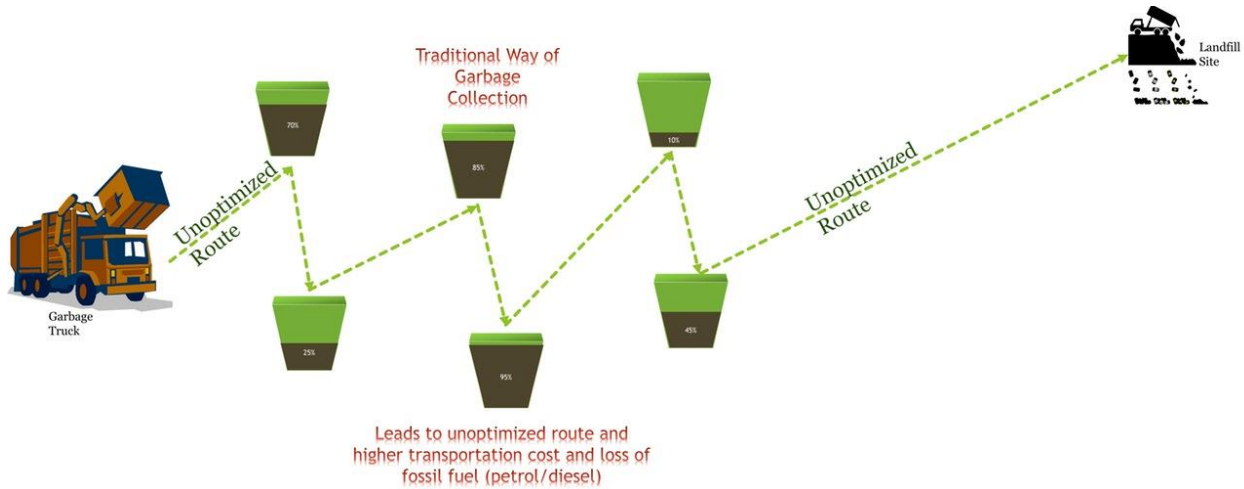 Traditional Way of
Garbage
Collection
Landfill
Site
70%
85%
10%
Unoptimized
Route
Unoptimized
Route
Garbage
Truck
25%
95%
45%
Leads to unoptimized route and
higher transportation cost and loss of
fossil fuel (petrol/diesel)